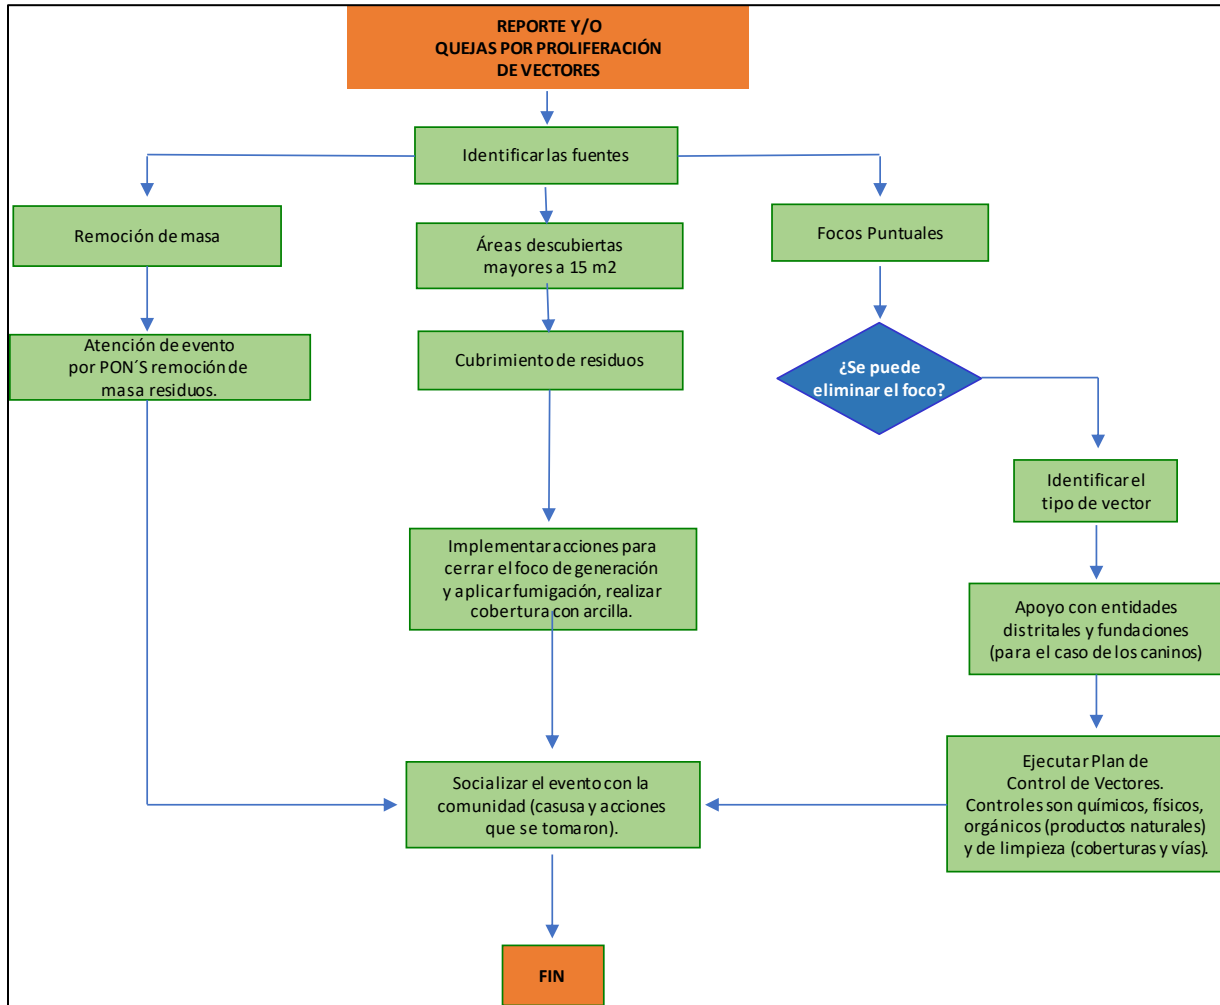 REPORTE Y/O
QUEJAS POR PROLIFERACIÓN
DE VECTORES
Identificar las fuentes
Remoción de masa
Áreas descubiertas
mayores a 15 m2
Focos Puntuales
Atención de evento
por PON´S remoción de
masa residuos.
Cubrimiento de residuos
¿Se puede
eliminar el foco?
Identificar el
tipo de vector
Implementar acciones para
cerrar el foco de generación
y aplicar fumigación, realizar
cobertura con arcilla.
Apoyo con entidades
distritales y fundaciones
(para el caso de los caninos)
Ejecutar Plan de
Control de Vectores.
Controles son químicos, físicos,
orgánicos (productos naturales)
y de limpieza (coberturas y vías).
Socializar el evento con la
comunidad (casusa y acciones
que se tomaron).
FIN